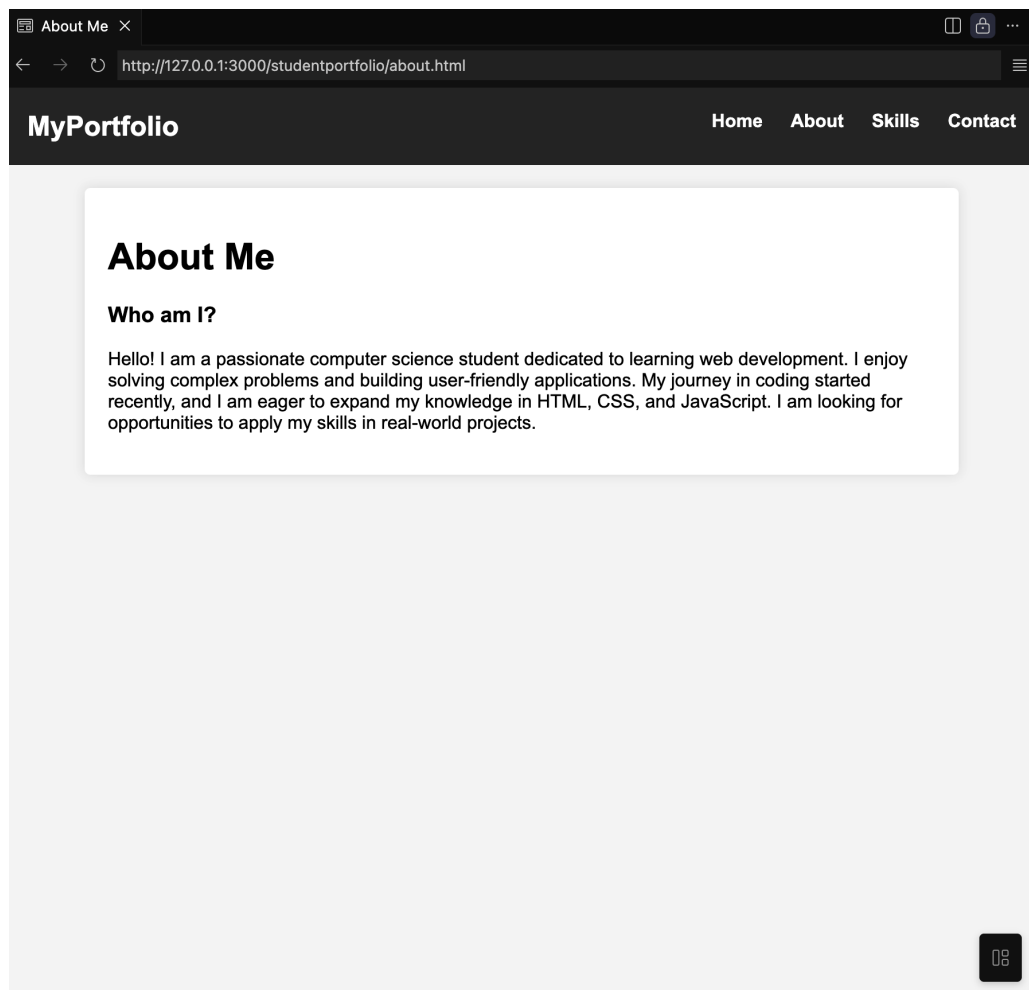 About Me
http://127.0.0.1:3000/studentportfolio/about.html
MyPortfolio
Home About Skills Contact
About Me
Who am I?
Hello! I am a passionate computer science student dedicated to learning web development. I enjoy
solving complex problems and building user-friendly applications. My journey in coding started
recently, and I am eager to expand my knowledge in HTML, CSS, and JavaScript. I am looking for
opportunities to apply my skills in real-world projects.